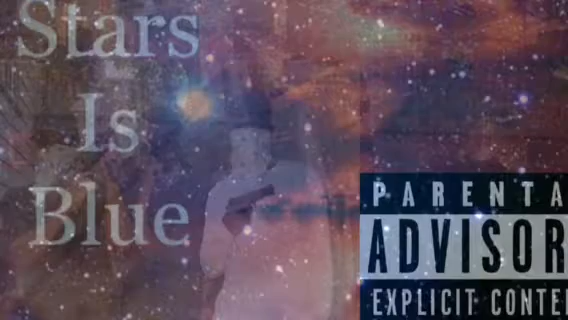 Stars
Is
Blue
PARENTA
ADVISOR
EXPLICIT CONTE